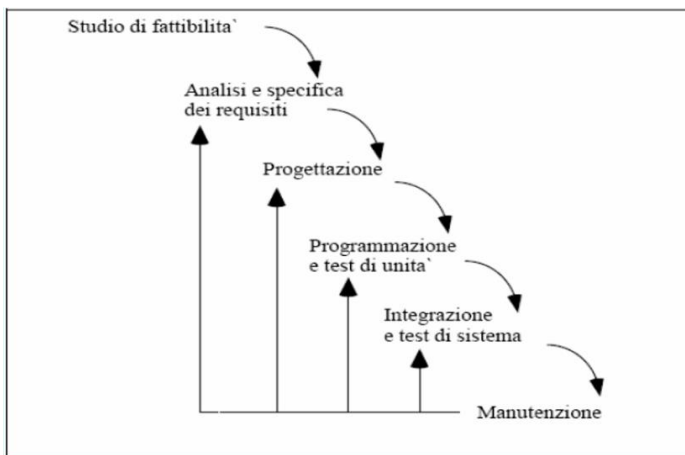 Studio di fattibilita`
Analisi e specifica
dei requisiti
Progettazione
Programmazione
e test di unita`
Integrazione
e test di sistema
Manutenzione